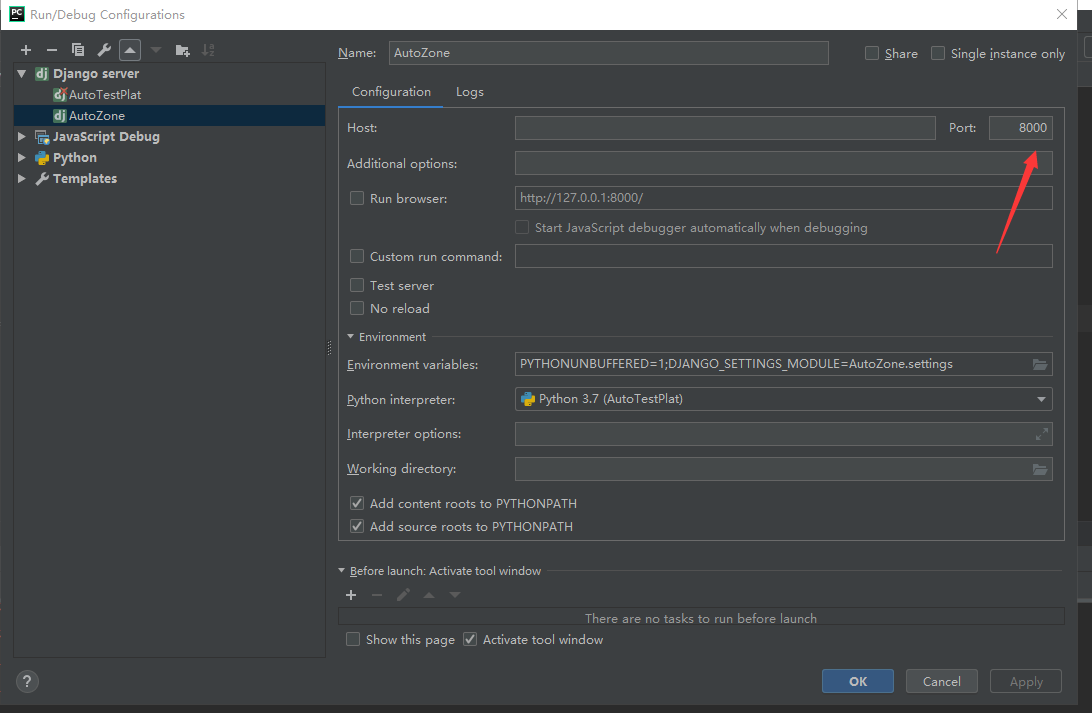 PC Run/Debug Configurations
Name: AutoZone Share Single instance only
dj Django server
dj AutoTestPlat
dj AutoZone
JavaScript Debug
Python
Templates
Configuration Logs
Host: Port: 8000
Additional options:
Run browser: http://127.0.0.1:8000/
Start JavaScript debugger automatically when debugging
Custom run command:
Test server
No reload
Environment
Environment variables: PYTHONUNBUFFERED=1;DJANGO_SETTINGS_MODULE=AutoZone.settings
Python interpreter: Python 3.7 (AutoTestPlat)
Interpreter options:
Working directory:
Add content roots to PYTHONPATH
Add source roots to PYTHONPATH
Before launch: Activate tool window
There are no tasks to run before launch
Show this page Activate tool window
? OK Cancel Apply